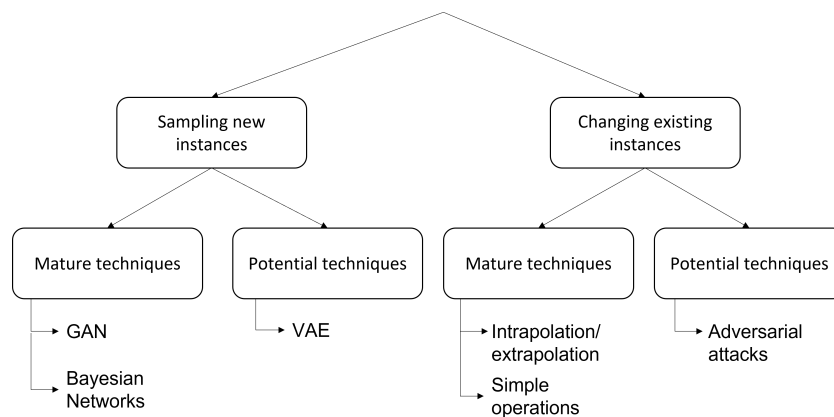 Sampling new
instances
Changing existing
instances
Mature techniques
Potential techniques
Mature techniques
Potential techniques
GAN
Bayesian
Networks
VAE
Intrapolation/
extrapolation
Simple
operations
Adversarial
attacks